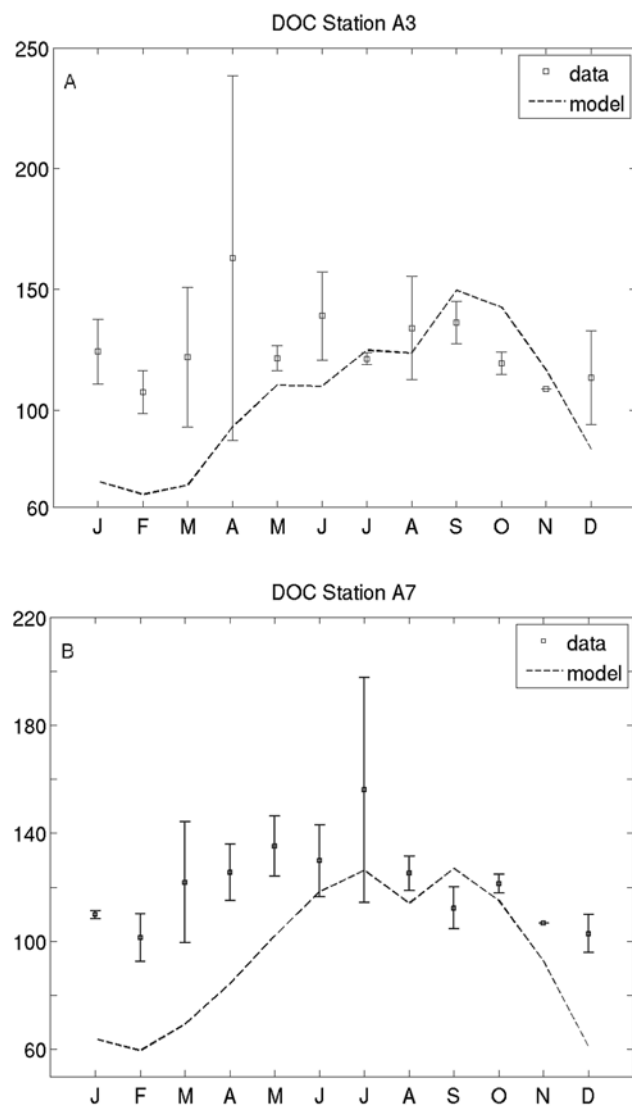 DOC Station A3
250
A
data
model
200
150
100
60
J F M A M J J A S O N D
DOC Station A7
220
B
data
model
180
140
100
60
J F M A M J J A S O N D